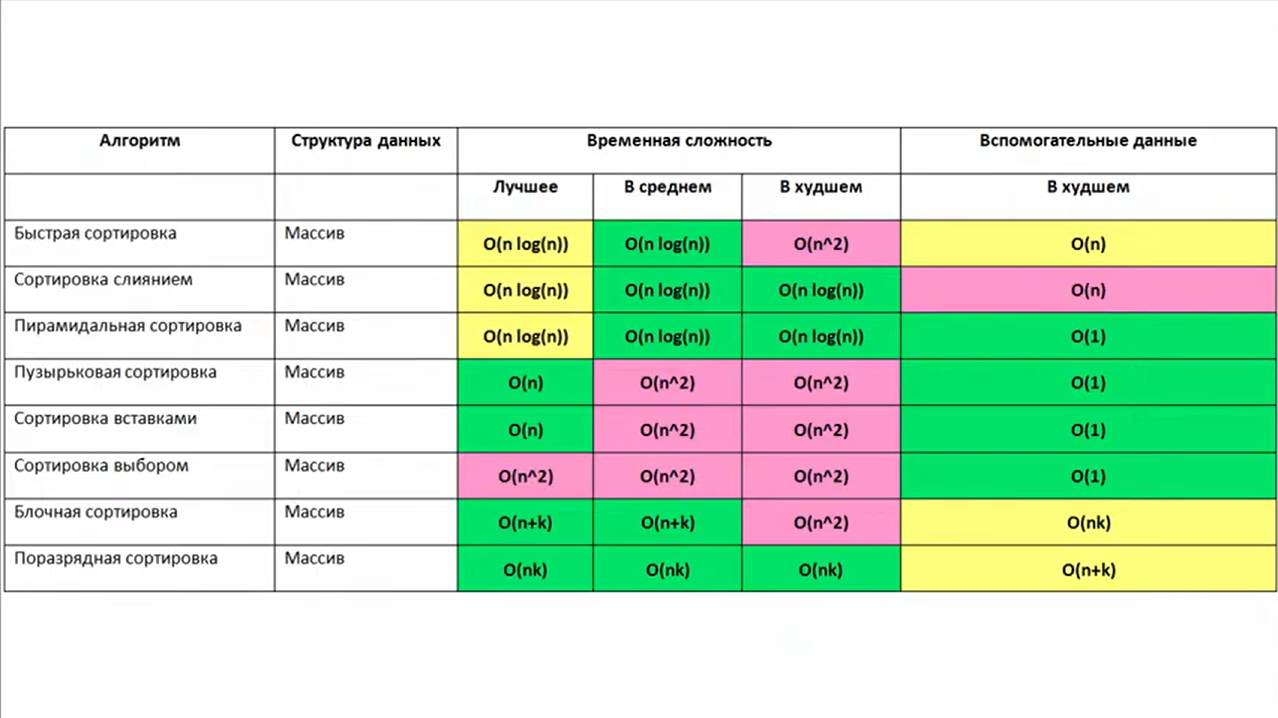 Алгоритм Структура данных Временная сложность Вспомогательные данные
Лучшее В среднем В худшем В худшем
Быстрая сортировка Массив O(n log(n)) O(n log(n)) O(n^2) O(n)
Сортировка слиянием Массив O(n log(n)) O(n log(n)) O(n log(n)) O(n)
Пирамидальная сортировка Массив O(n log(n)) O(n log(n)) O(n log(n)) O(1)
Пузырьковая сортировка Массив O(n) O(n^2) O(n^2) O(1)
Сортировка вставками Массив O(n) O(n^2) O(n^2) O(1)
Сортировка выбором Массив O(n^2) O(n^2) O(n^2) O(1)
Блочная сортировка Массив O(n+k) O(n+k) O(n^2) O(nk)
Поразрядная сортировка Массив O(nk) O(nk) O(nk) O(n+k)